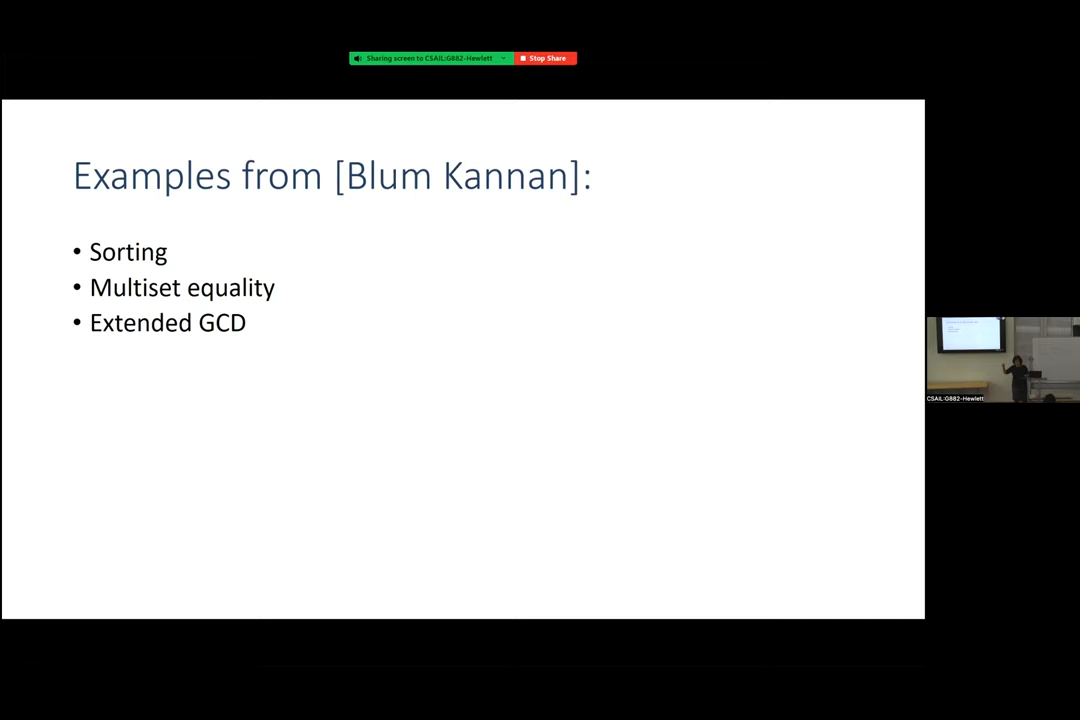 Sharing screen to CSAIL:G882-Hewlett
Stop Share
Examples from [Blum Kannan]:
• Sorting
• Multiset equality
• Extended GCD
CSAIL:G882-Hewlett